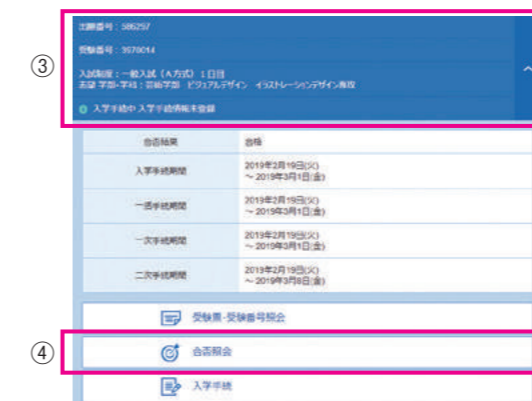 ③
出願番号：586257
受験番号：3570014
入試制度：一般入試（A方式）1日目
志望 学部-学科：芸術学部 ビジュアルデザイン イラストレーションデザイン専攻
入学手続中 入学手続情報未登録
合否結果 合格
入学手続期間 2019年2月19日(火)
～2019年3月1日(金)
一括手続期間 2019年2月19日(火)
～2019年3月1日(金)
一次手続期間 2019年2月19日(火)
～2019年3月1日(金)
二次手続期間 2019年2月19日(火)
～2019年3月8日(金)
受験票-受験番号照会
④ 合否照会
入学手続